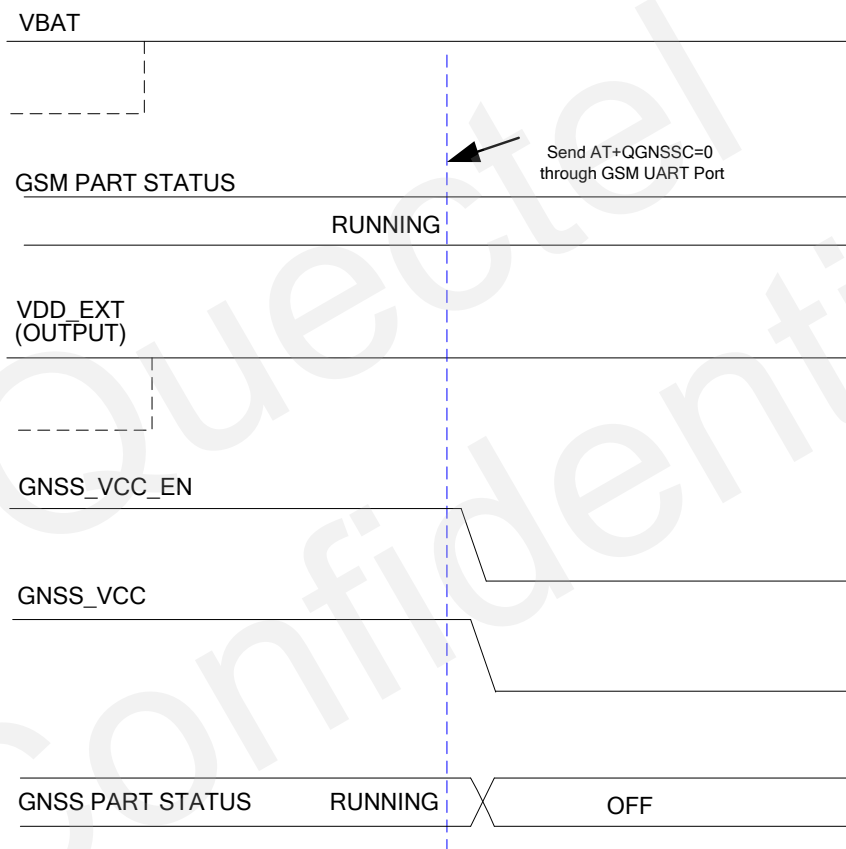 VBAT
Send AT+QGNSSC=0
through GSM UART Port
GSM PART STATUS
RUNNING
VDD_EXT
(OUTPUT)
GNSS_VCC_EN
GNSS_VCC
GNSS PART STATUS RUNNING OFF
Quectel
Confidenti